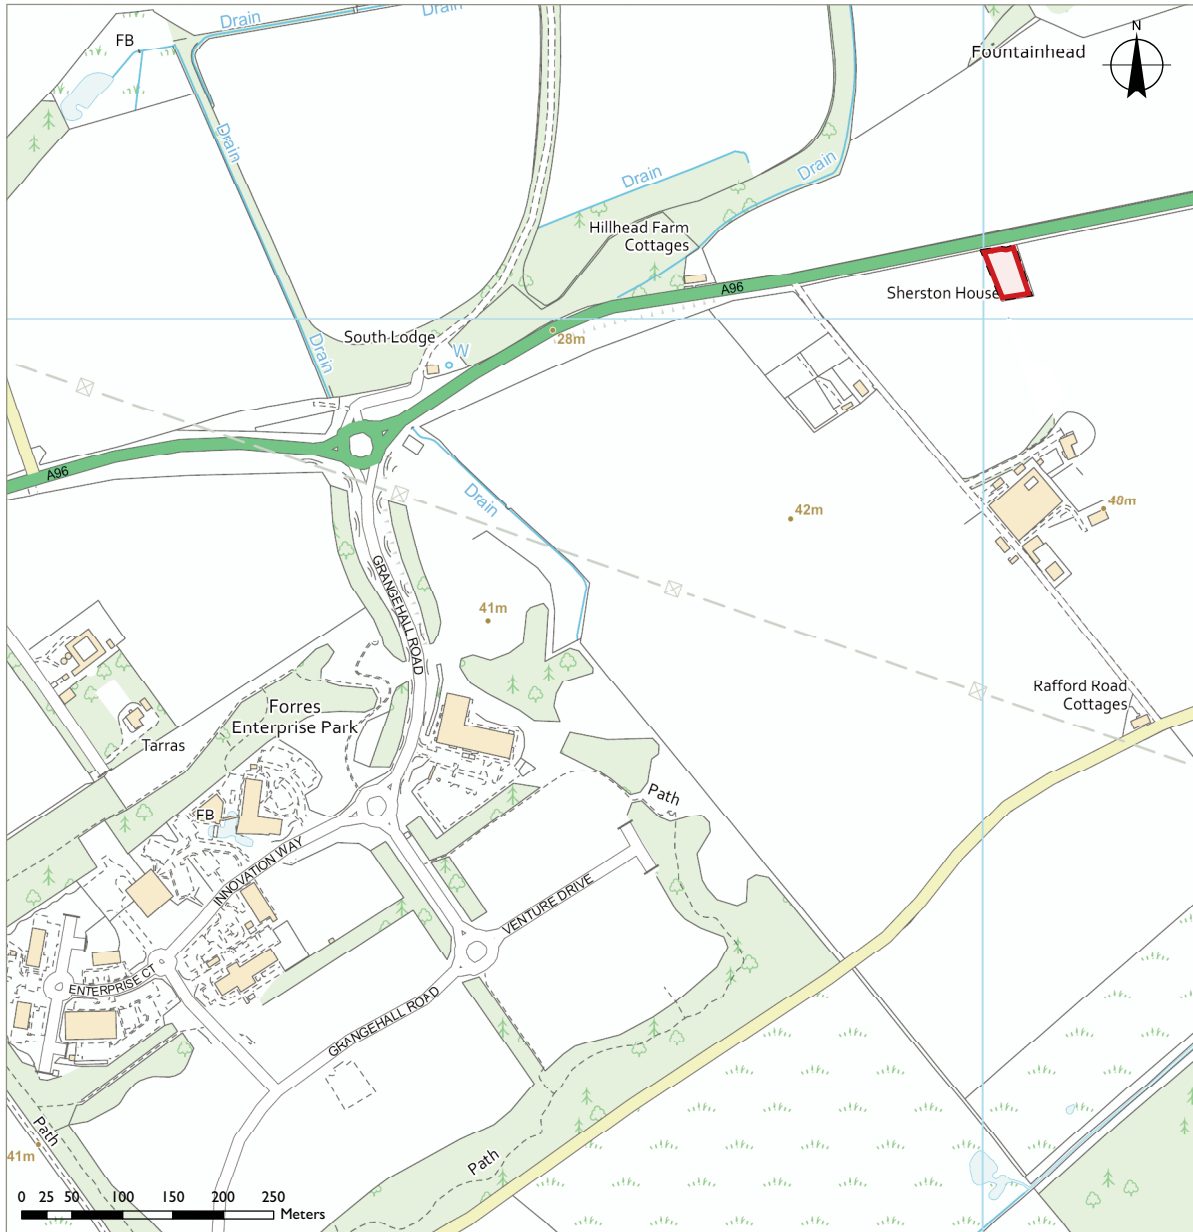 Drain
Drain
FB
Fountainhead
N
Drain
Drain
Drain
Hillhead Farm
Cottages
A96
Sherston House
South Lodge
28m
W
Drain
A96
Drain
42m
40m
GRANGEHALL ROAD
41m
Rafford Road
Cottages
Forres
Enterprise Park
Tarras
Path
FB
INNOVATION WAY
VENTURE DRIVE
ENTERPRISE CT
GRANGEHALL ROAD
Path
41m
Path
0 25 50 100 150 200 250
Meters